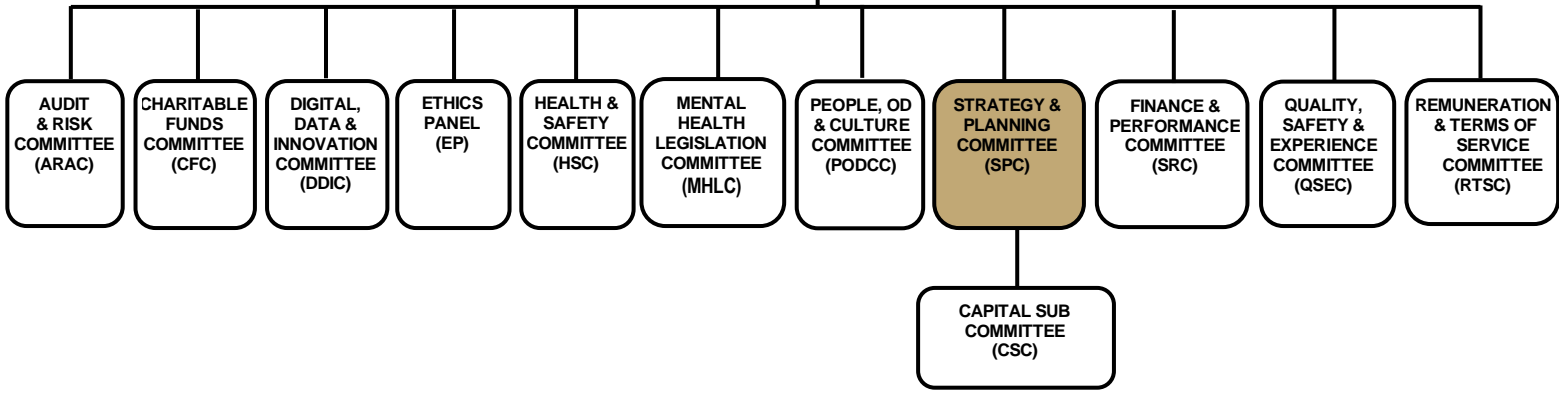 AUDIT
& RISK
COMMITTEE
(ARAC)
CHARITABLE
FUNDS
COMMITTEE
(CFC)
DIGITAL,
DATA &
INNOVATION
COMMITTEE
(DDIC)
ETHICS
PANEL
(EP)
HEALTH &
SAFETY
COMMITTEE
(HSC)
MENTAL
HEALTH
LEGISLATION
COMMITTEE
(MHLC)
PEOPLE, OD
& CULTURE
COMMITTEE
(PODCC)
STRATEGY &
PLANNING
COMMITTEE
(SPC)
FINANCE &
PERFORMANCE
COMMITTEE
(SRC)
QUALITY,
SAFETY &
EXPERIENCE
COMMITTEE
(QSEC)
REMUNERATION
& TERMS OF
SERVICE
COMMITTEE
(RTSC)
CAPITAL SUB
COMMITTEE
(CSC)